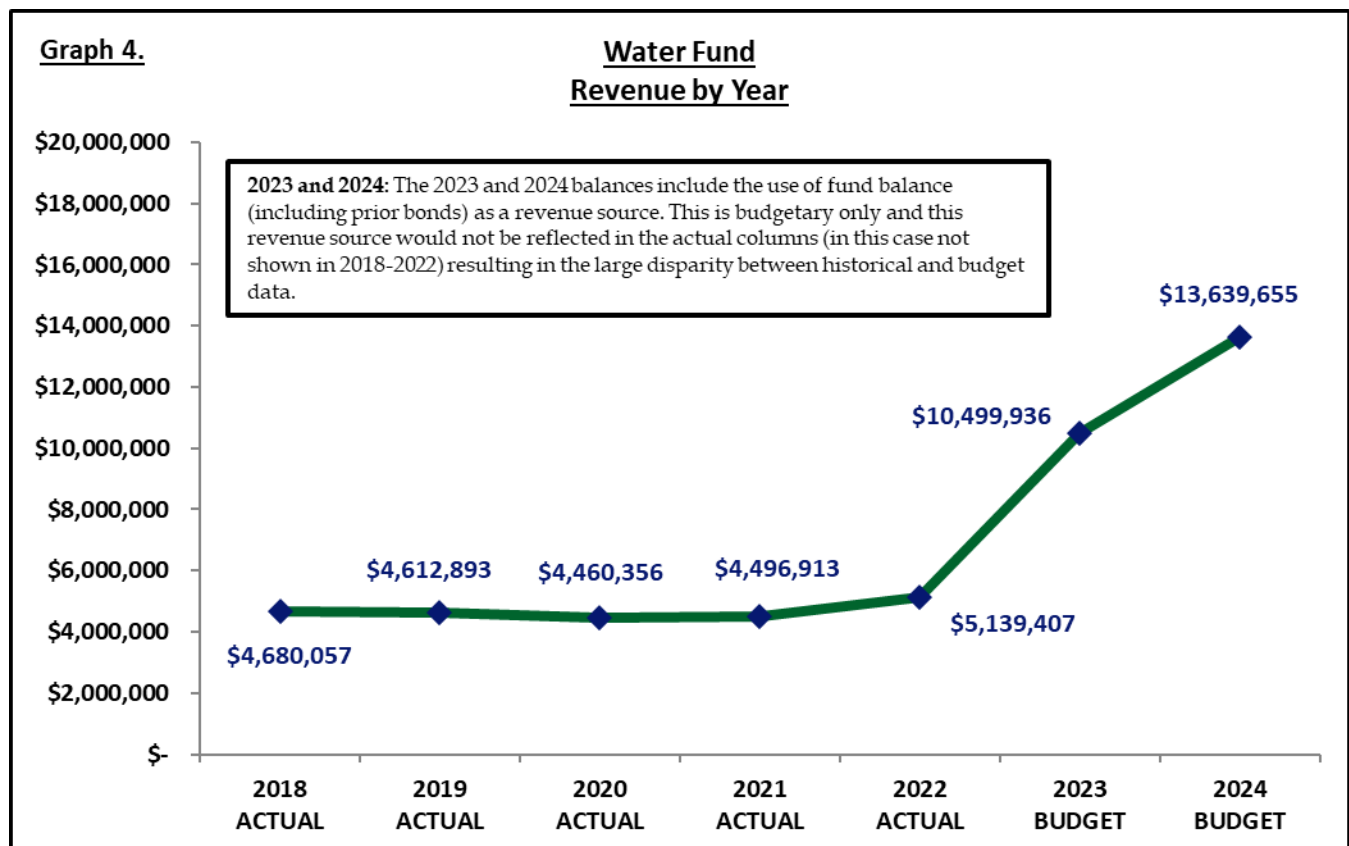 Graph 4.
Water Fund
Revenue by Year
$20,000,000
$18,000,000
$16,000,000
$14,000,000
$12,000,000
$10,000,000
$8,000,000
$6,000,000
$4,000,000
$2,000,000
$-
2023 and 2024: The 2023 and 2024 balances include the use of fund balance
(including prior bonds) as a revenue source. This is budgetary only and this
revenue source would not be reflected in the actual columns (in this case not
shown in 2018-2022) resulting in the large disparity between historical and budget
data.
$4,680,057
$4,612,893
$4,460,356
$4,496,913
$5,139,407
$10,499,936
$13,639,655
2018
ACTUAL
2019
ACTUAL
2020
ACTUAL
2021
ACTUAL
2022
ACTUAL
2023
BUDGET
2024
BUDGET